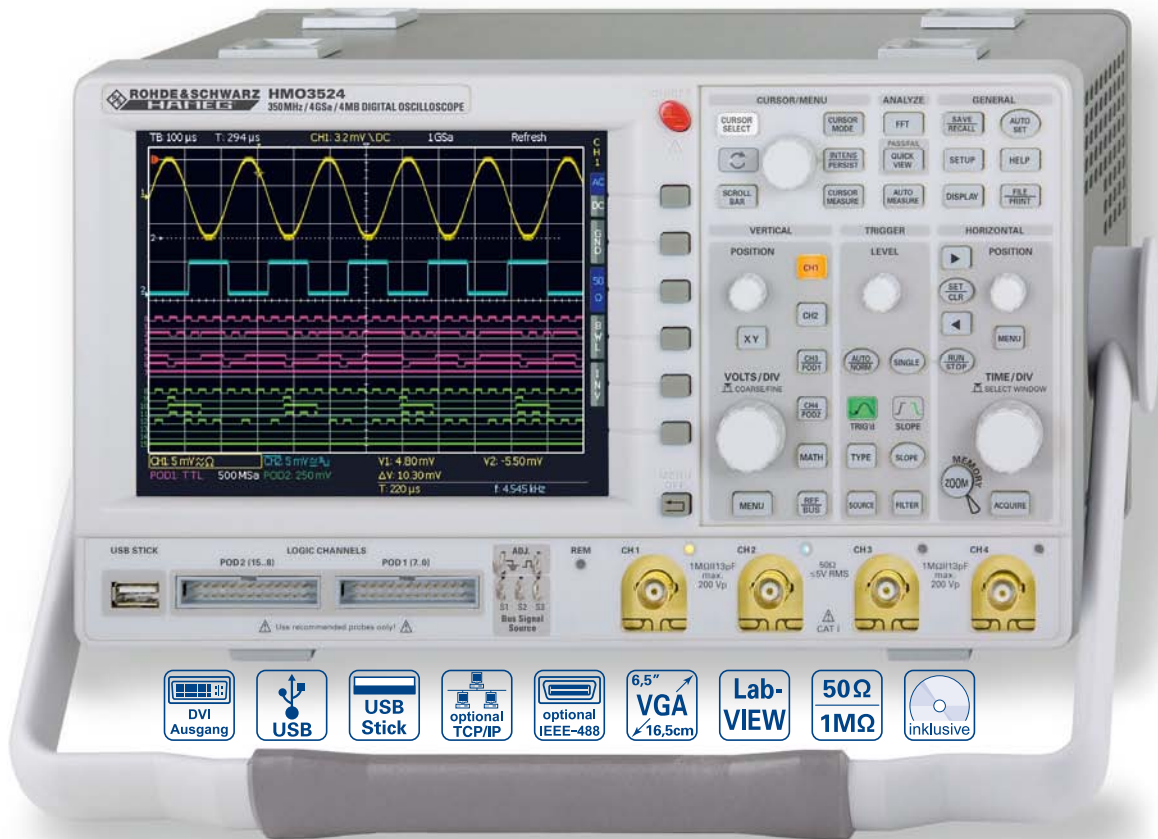 ROHDE&SCHWARZ HMO3524
HAMEG 350MHz/4GSa/4MB DIGITAL OSCILLOSCOPE
TB: 100 µs T: 294 µs CH1: 3.2 mV DC 1GSa Refresh
CH1
AC
DC
GND
50 Ω
BWL
INV
1
2
2
CH1: 5 mV≂Ω CH2: 5 mV V1: 4.80 mV V2: -5.50 mV
POD1: TTL 500 MSa POD2: 250 mV ΔV: 10.30 mV
T: 220 µs f: 4.545 kHz
MENU OFF
CURSOR/MENU ANALYZE GENERAL
CURSOR SELECT
CURSOR MODE
FFT
SAVE/RECALL
AUTO SET
INTENS/PERSIST
PASS/FAIL
QUICK VIEW
SETUP
HELP
SCROLL BAR
CURSOR MEASURE
AUTO MEASURE
DISPLAY
FILE/PRINT
VERTICAL TRIGGER HORIZONTAL
POSITION LEVEL POSITION
CH1
SET/CLR
CH2
X Y
MENU
CH3/POD1
AUTO/NORM
SINGLE
RUN/STOP
VOLTS/DIV TIME/DIV
COARSE/FINE SELECT WINDOW
CH4/POD2
TRIG'd SLOPE
MATH
TYPE
SLOPE
MEMORY
ZOOM
MENU
REF/BUS
SOURCE
FILTER
ACQUIRE
USB STICK LOGIC CHANNELS ADJ. REM CH1 CH2 CH3 CH4
POD2 (15..8) POD1 (7..0)
1MΩII13pF max. 200 Vp
50Ω ≤5V RMS
1MΩII13pF max. 200 Vp
S1 S2 S3
Bus Signal Source
CAT I
Use recommended probes only!
DVI Ausgang
USB
USB Stick
optional TCP/IP
optional IEEE-488
6,5" VGA 16,5cm
Lab-VIEW
50Ω 1MΩ
inklusive